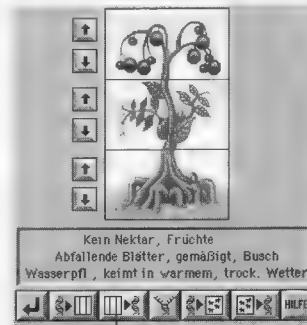 Kein Nektar, Früchte
Abfallende Blätter, gemäßigt, Busch
Wasserpfl, keimt in warmem, trock. Wetter
HILFE